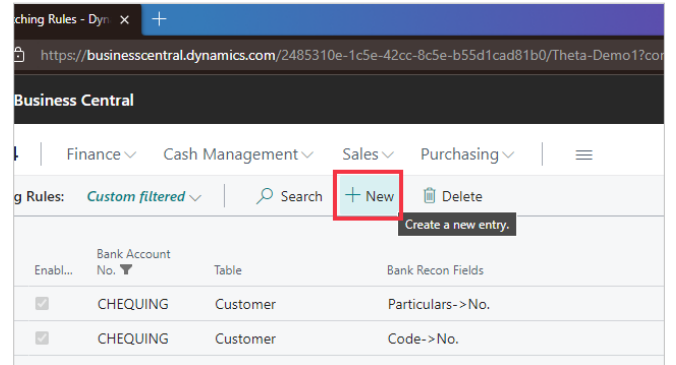 tching Rules - Dyn
https://businesscentral.dynamics.com/2485310e-1c5e-42cc-8c5e-b55d1cad81b0/Theta-Demo1?cor
Business Central
Finance Cash Management Sales Purchasing
g Rules: Custom filtered Search + New Delete
Create a new entry.
Bank Account
Enabl... No. Table Bank Recon Fields
CHEQUING Customer Particulars->No.
CHEQUING Customer Code->No.